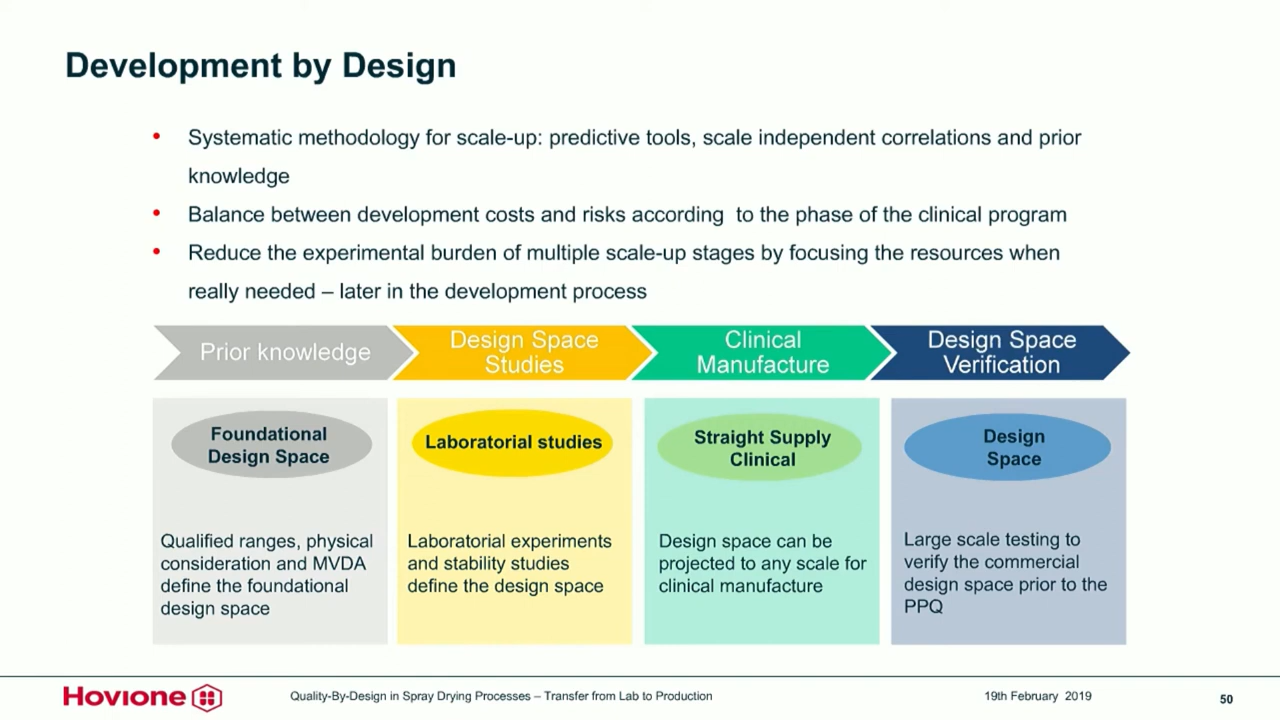 Development by Design
• Systematic methodology for scale-up: predictive tools, scale independent correlations and prior
knowledge
• Balance between development costs and risks according  to the phase of the clinical program
• Reduce the experimental burden of multiple scale-up stages by focusing the resources when
really needed – later in the development process
Prior knowledge
Design Space
Studies
Clinical
Manufacture
Design Space
Verification
Foundational
Design Space
Qualified ranges, physical
consideration and MVDA
define the foundational
design space
Laboratorial studies
Laboratorial experiments
and stability studies
define the design space
Straight Supply
Clinical
Design space can be
projected to any scale for
clinical manufacture
Design
Space
Large scale testing to
verify the commercial
design space prior to the
PPQ
Hovione
Quality-By-Design in Spray Drying Processes – Transfer from Lab to Production
19th February 2019
50